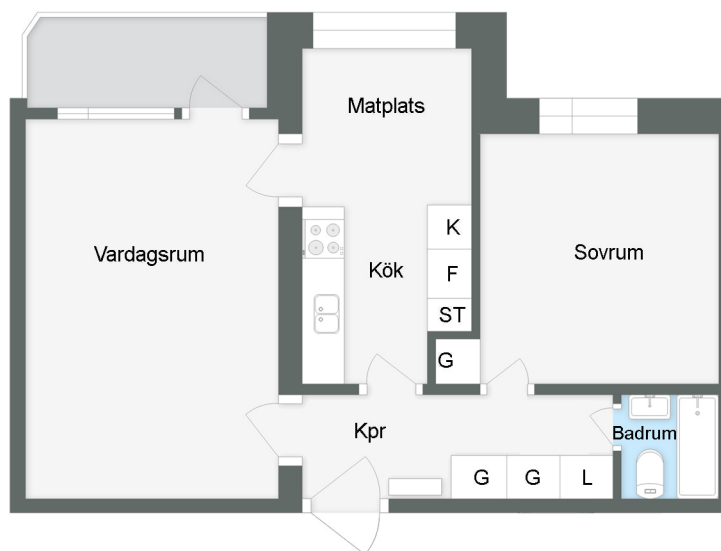 Matplats
Vardagsrum
Kök
K
F
ST
Sovrum
G
Kpr
Badrum
G
G
L